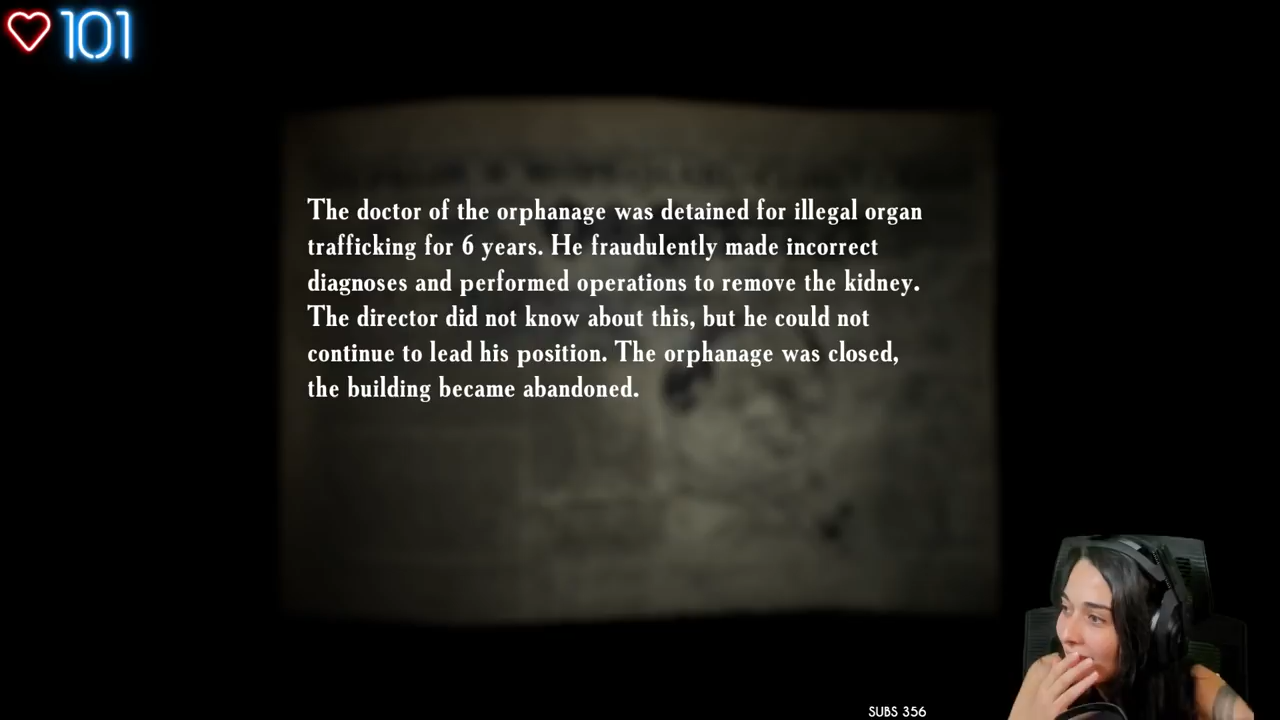 101
The doctor of the orphanage was detained for illegal organ
trafficking for 6 years. He fraudulently made incorrect
diagnoses and performed operations to remove the kidney.
The director did not know about this, but he could not
continue to lead his position. The orphanage was closed,
the building became abandoned.
SUBS 356